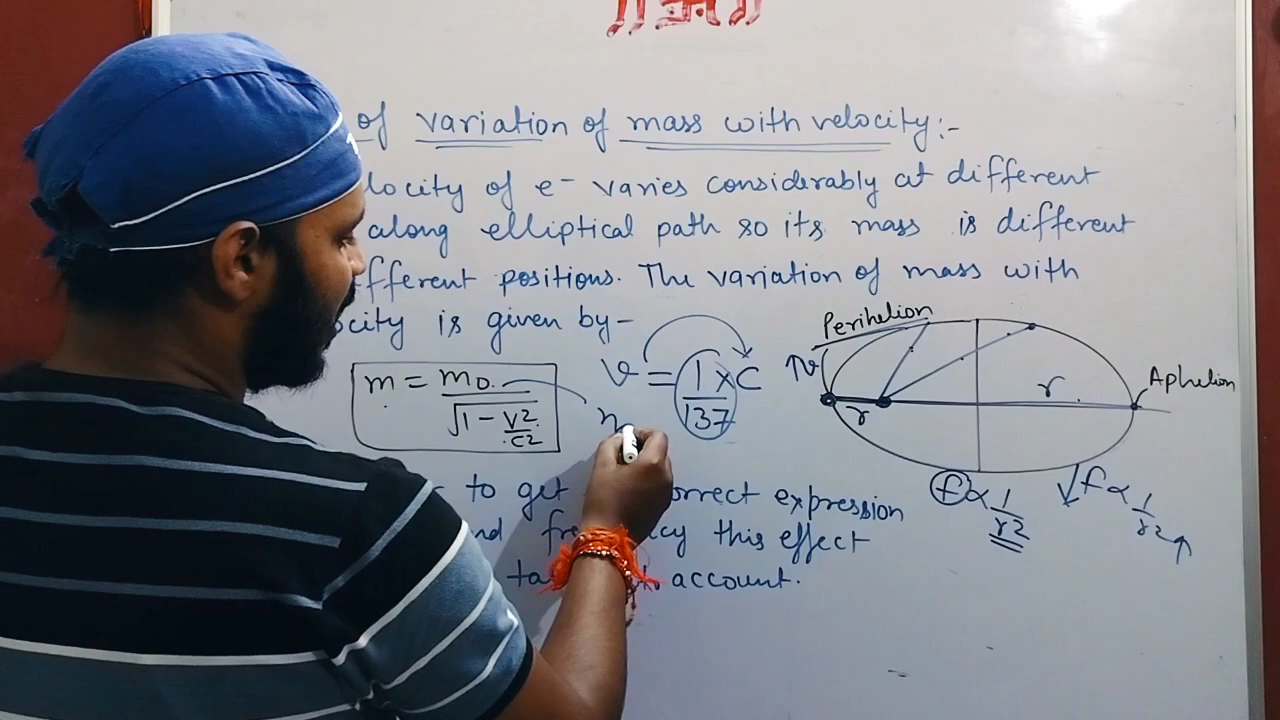 of variation of mass with velocity:-
locity of e- varies considerably at different
along elliptical path so its mass is different
fferent positions. The variation of mass with
ocity is given by-
m = m0 / √1 - v2/c2
v = 1/137 × c
Perihelion
↑v
r
r
Aphelion
to get orrect expression
nd fre cy this effect
ta account.
f ∝ 1/r2
↓ f ∝ 1/r2 ↑